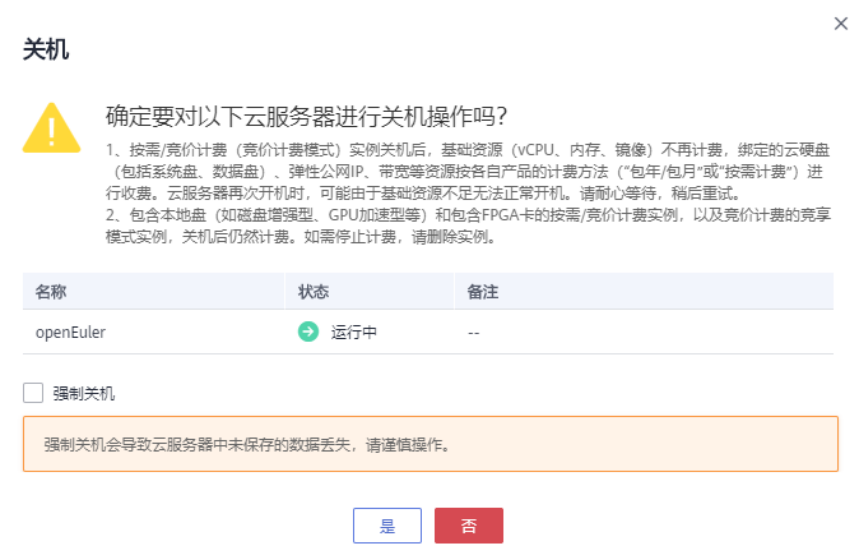 关机
确定要对以下云服务器进行关机操作吗？
1、按需/竞价计费（竞价计费模式）实例关机后，基础资源（vCPU、内存、镜像）不再计费，绑定的云硬盘
（包括系统盘、数据盘）、弹性公网IP、带宽等资源按各自产品的计费方法（“包年/包月”或“按需计费”）进
行收费。云服务器再次开机时，可能由于基础资源不足无法正常开机。请耐心等待，稍后重试。
2、包含本地盘（如磁盘增强型、GPU加速型等）和包含FPGA卡的按需/竞价计费实例，以及竞价计费的竞享
模式实例，关机后仍然计费。如需停止计费，请删除实例。
名称 状态 备注
openEuler 运行中 --
强制关机
强制关机会导致云服务器中未保存的数据丢失，请谨慎操作。
是 否